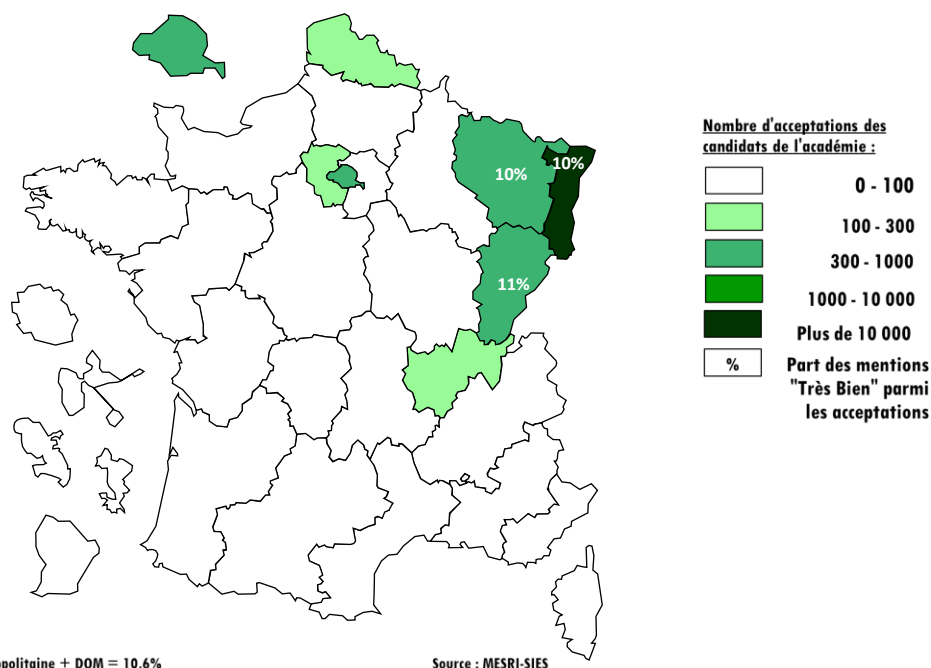 10%
10%
11%
Nombre d'acceptations des
candidats de l'académie :
0 - 100
100 - 300
300 - 1000
1000 - 10 000
Plus de 10 000
% Part des mentions
"Très Bien" parmi
les acceptations
opolitaine + DOM = 10,6%
Source : MESRI-SIES